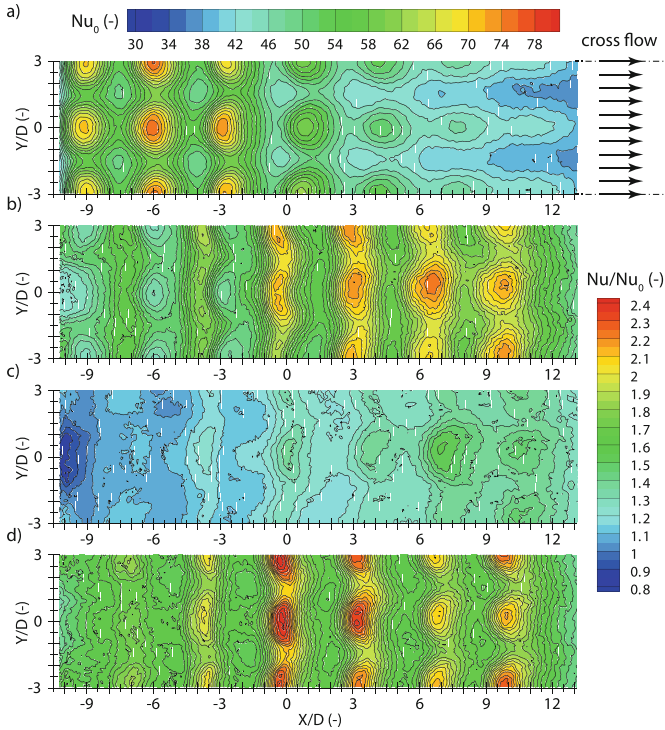 a)
Nu0 (-)
30 34 38 42 46 50 54 58 62 66 70 74 78
cross flow
3
0
-3
Y/D (-)
-9 -6 -3 0 3 6 9 12
b)
3
0
-3
Y/D (-)
-9 -6 -3 0 3 6 9 12
Nu/Nu0 (-)
2.4
2.3
2.2
2.1
2
1.9
1.8
1.7
1.6
1.5
1.4
1.3
1.2
1.1
1
0.9
0.8
c)
3
0
-3
Y/D (-)
-9 -6 -3 0 3 6 9 12
d)
3
0
-3
Y/D (-)
-9 -6 -3 0 3 6 9 12
X/D (-)